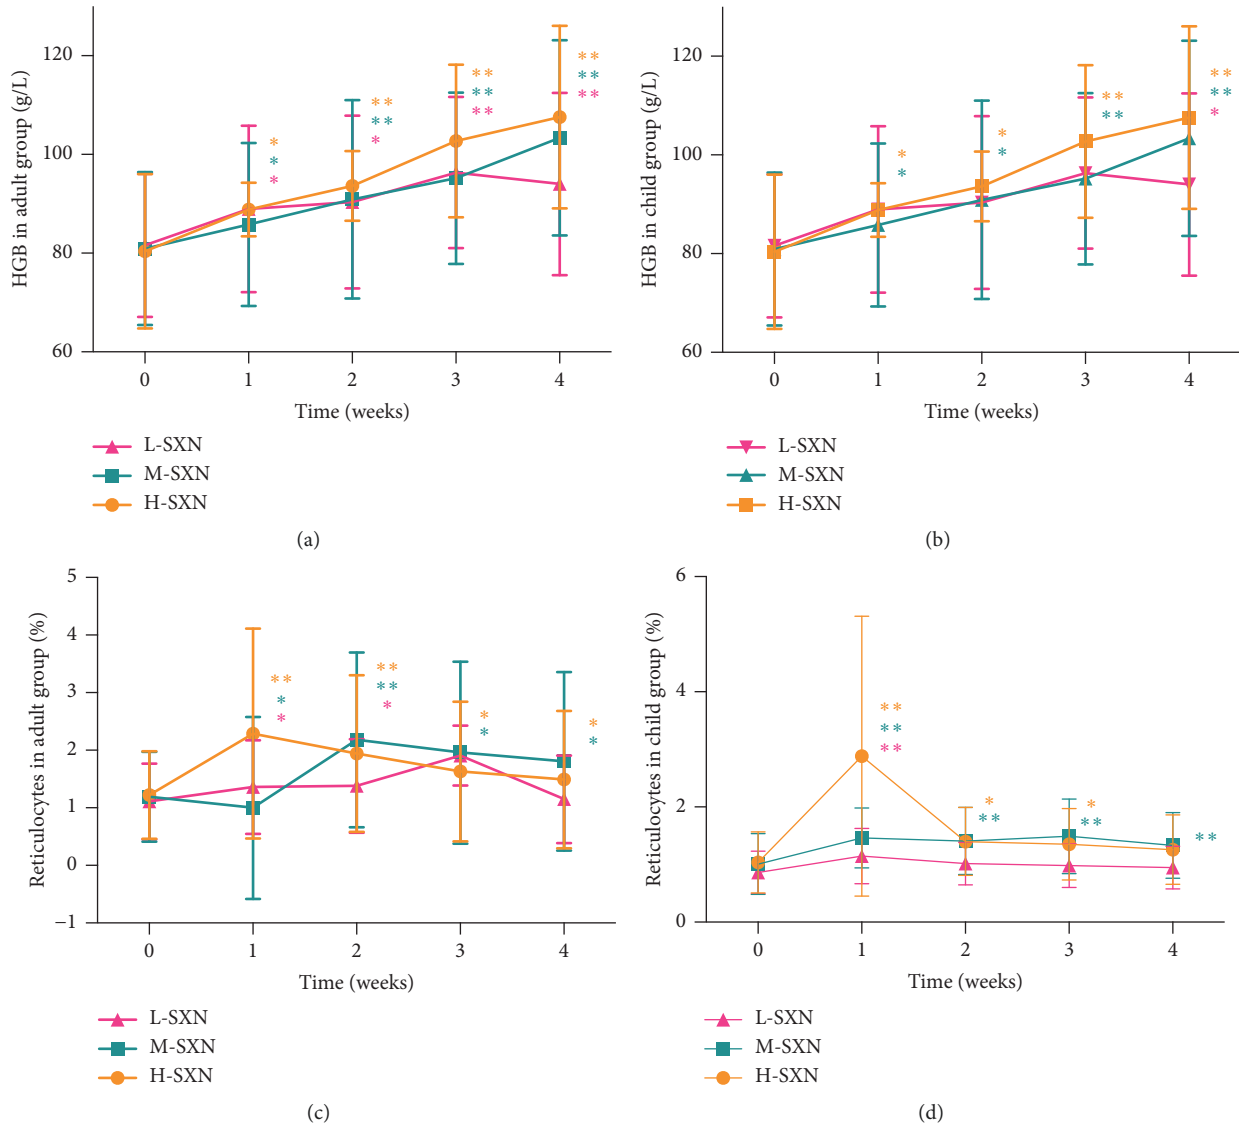 HGB in adult group (g/L)
120
100
80
60
* *
* *
* *
* *
* *
* *
* *
* *
*
*
*
*
0 1 2 3 4
Time (weeks)
L-SXN
M-SXN
H-SXN
(a)
HGB in child group (g/L)
120
100
80
60
* *
* *
*
* *
* *
*
*
*
*
0 1 2 3 4
Time (weeks)
L-SXN
M-SXN
H-SXN
(b)
Reticulocytes in adult group (%)
5
4
3
2
1
0
−1
* *
*
*
* *
* *
*
*
*
*
*
0 1 2 3 4
Time (weeks)
L-SXN
M-SXN
H-SXN
(c)
Reticulocytes in child group (%)
6
4
2
0
* *
* *
* *
*
* *
*
* *
* *
0 1 2 3 4
Time (weeks)
L-SXN
M-SXN
H-SXN
(d)